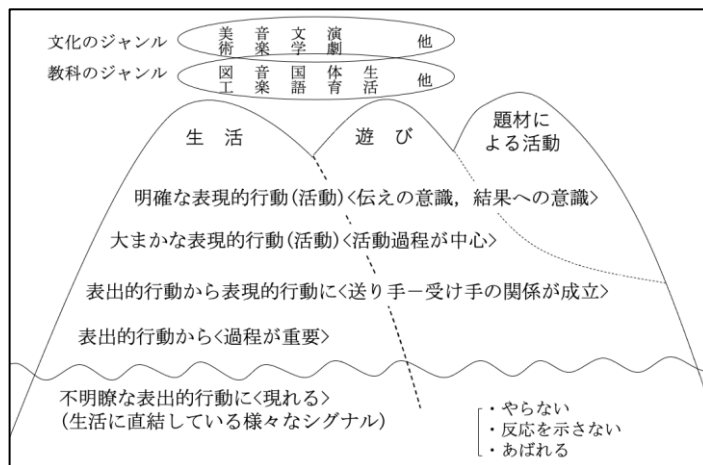 文化のジャンル 美術 音楽 文学 演劇 他
教科のジャンル 図工 音楽 国語 体育 生活 他
生 活
遊 び
題材に
よる活動
明確な表現的行動(活動)<伝えの意識，結果への意識>
大まかな表現的行動(活動)<活動過程が中心>
表出的行動から表現的行動に<送り手－受け手の関係が成立>
表出的行動から<過程が重要>
不明瞭な表出的行動に<現れる>
(生活に直結している様々なシグナル)
・やらない
・反応を示さない
・あばれる